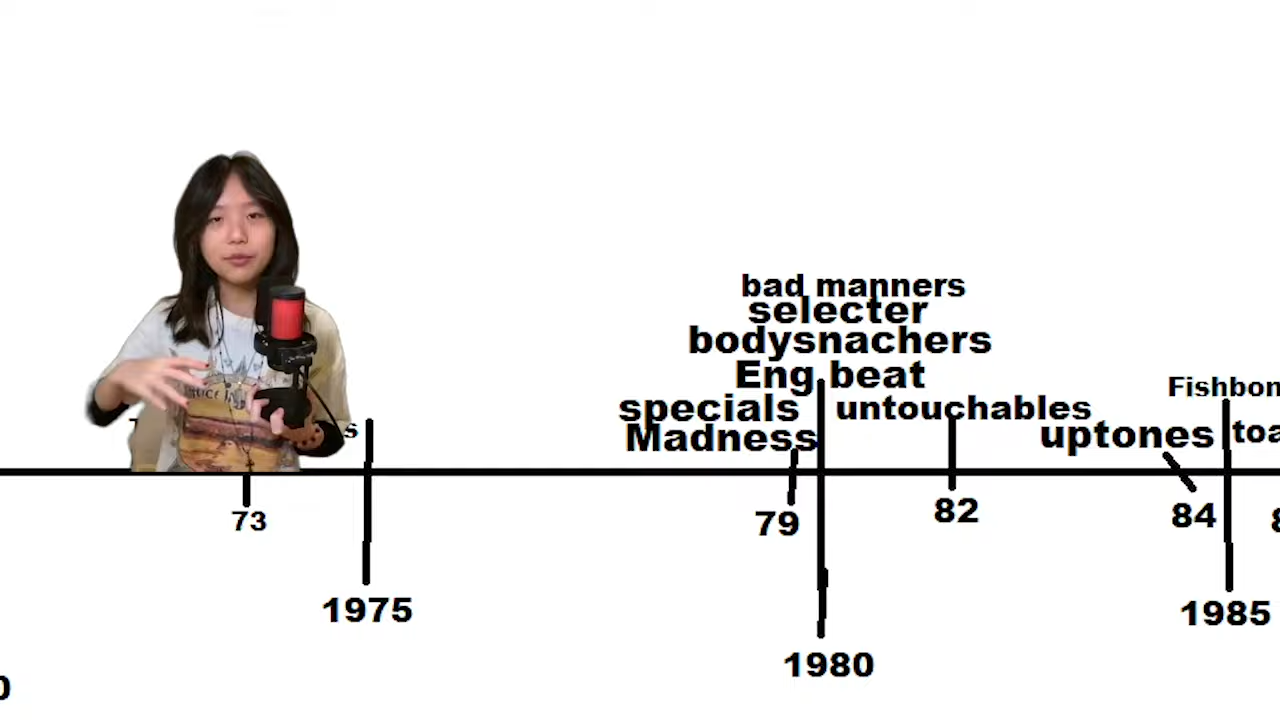 bad manners
selecter
bodysnachers
Eng beat
specials
untouchables
Madness
uptones
Fishbon
toa
73
79
82
84
1975
1980
1985